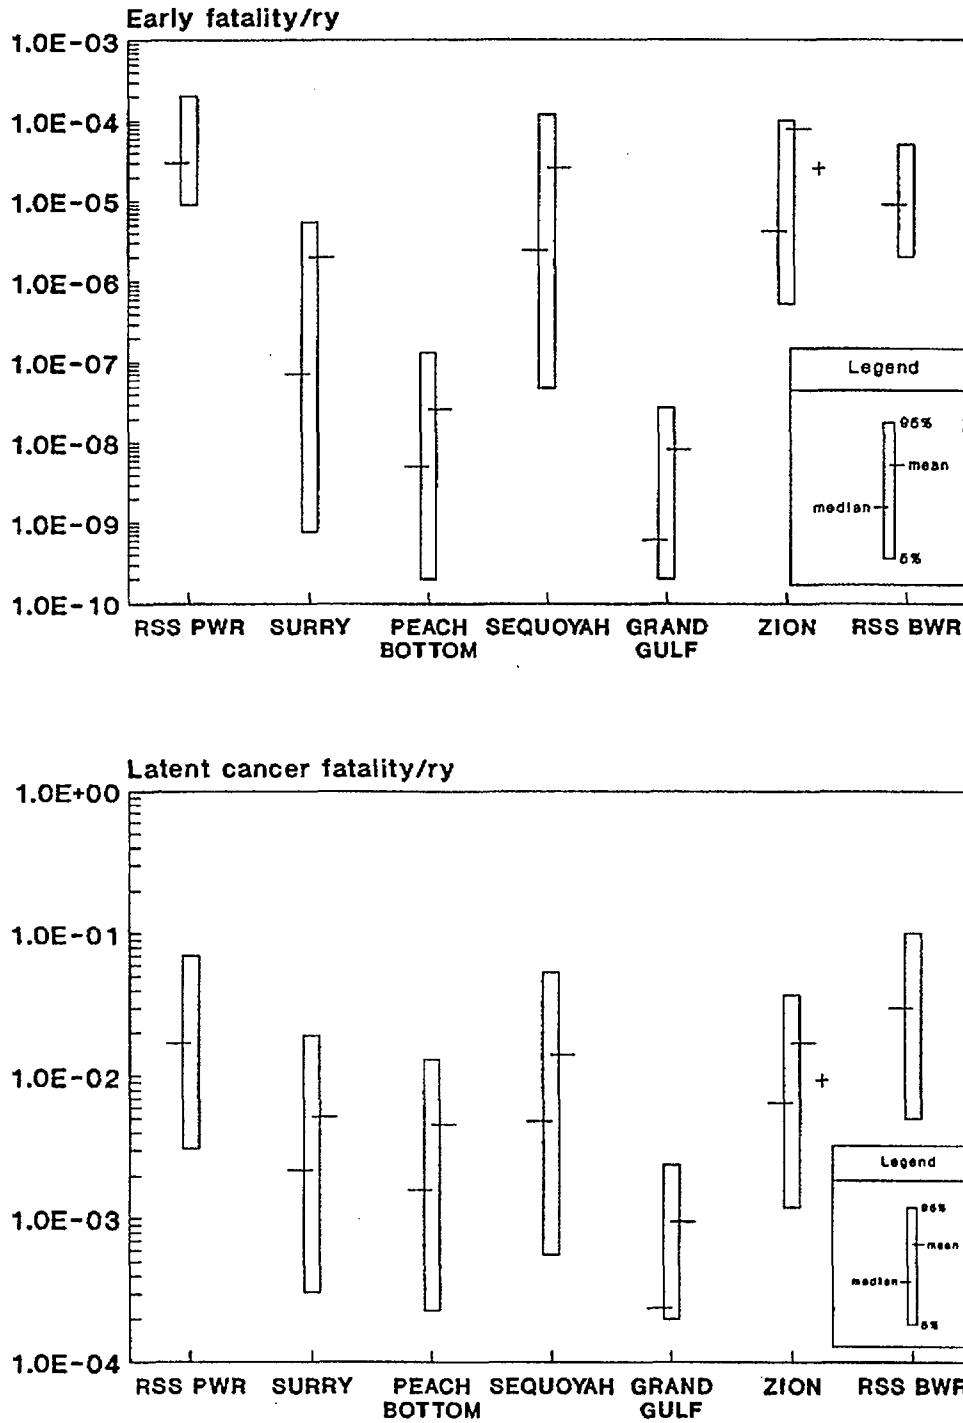 Early fatality/ry
1.0E-03
1.0E-04
1.0E-05
1.0E-06
1.0E-07
1.0E-08
1.0E-09
1.0E-10
Legend
95%
mean
median
5%
RSS PWR SURRY PEACH BOTTOM SEQUOYAH GRAND GULF ZION RSS BWR
Latent cancer fatality/ry
1.0E+00
1.0E-01
1.0E-02
1.0E-03
1.0E-04
Legend
95%
mean
median
5%
RSS PWR SURRY PEACH BOTTOM SEQUOYAH GRAND GULF ZION RSS BWR